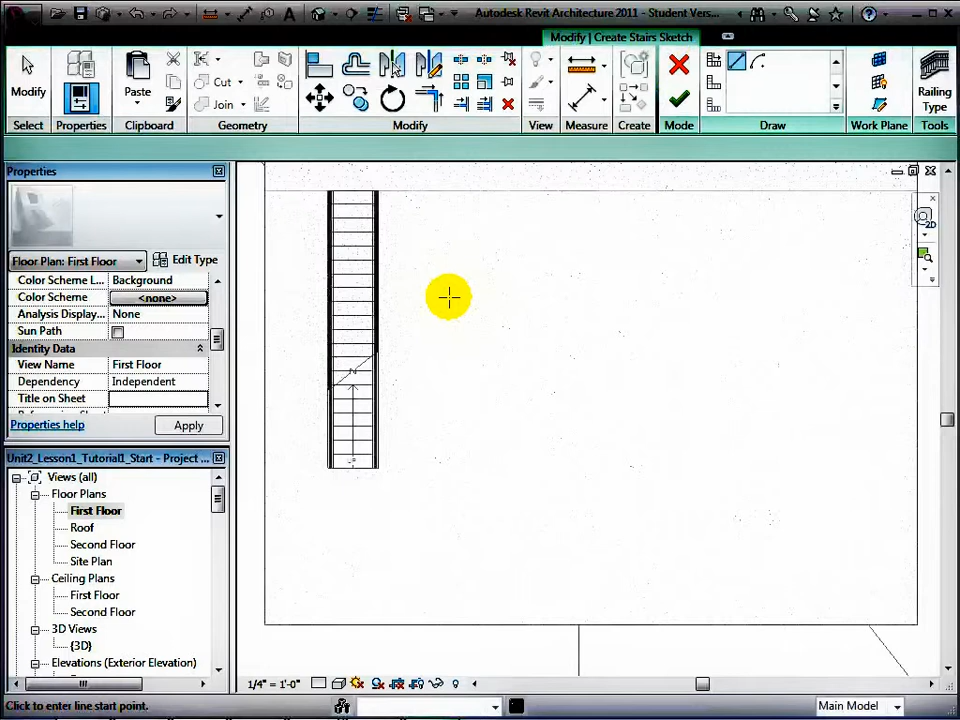 Autodesk Revit Architecture 2011 - Student Vers...
Modify | Create Stairs Sketch
Modify
Paste
Cut
Join
Railing
Type
Select
Properties
Clipboard
Geometry
Modify
View
Measure
Create
Mode
Draw
Work Plane
Tools
Properties
Floor Plan: First Floor
Edit Type
Color Scheme L... Background
Color Scheme <none>
Analysis Display... None
Sun Path
Identity Data
View Name First Floor
Dependency Independent
Title on Sheet
Properties help
Apply
2D
Unit2_Lesson1_Tutorial1_Start - Project ...
Views (all)
Floor Plans
First Floor
Roof
Second Floor
Site Plan
Ceiling Plans
First Floor
Second Floor
3D Views
{3D}
Elevations (Exterior Elevation)
1/4" = 1'-0"
Click to enter line start point.
Main Model